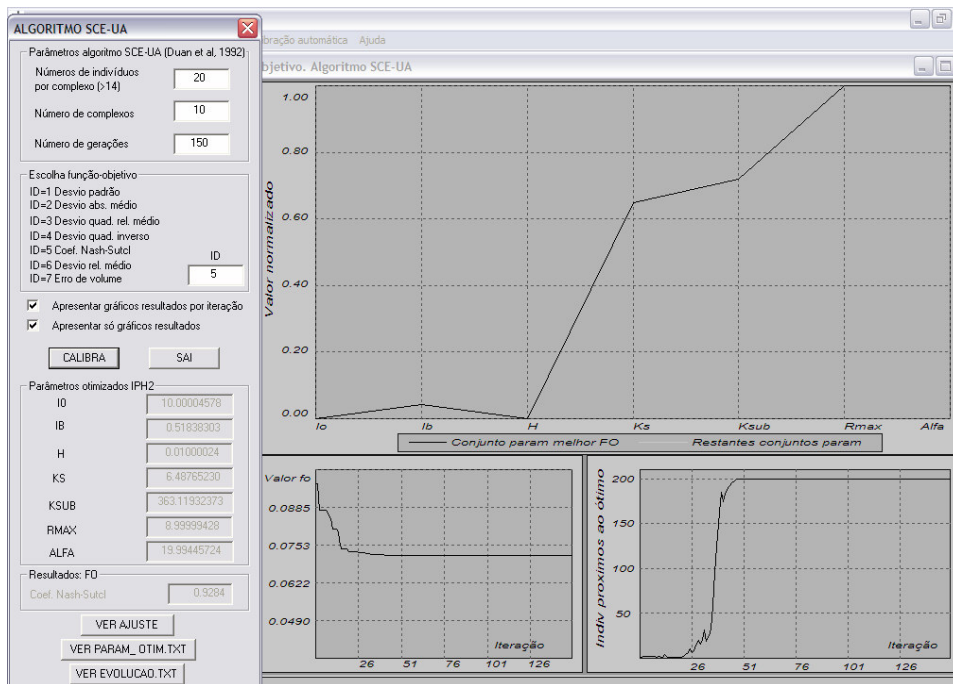 ALGORITMO SCE-UA
Parâmetros algoritmo SCE-UA (Duan et al, 1992)
Números de indivíduos
por complexo (>14)
20
Número de complexos
10
Número de gerações
150
Escolha função-objetivo
ID=1 Desvio padrão
ID=2 Desvio abs. médio
ID=3 Desvio quad. rel. médio
ID=4 Desvio quad. inverso
ID=5 Coef. Nash-Sutcl
ID=6 Desvio rel. médio
ID=7 Erro de volume
ID
5
Apresentar gráficos resultados por iteração
Apresentar só gráficos resultados
CALIBRA
SAI
Parâmetros otimizados IPH2
I0
10.00004578
IB
0.51838303
H
0.01000024
KS
6.48765230
KSUB
363.11932373
RMAX
8.99999428
ALFA
19.99445724
Resultados: FO
Coef. Nash-Sutcl
0.9284
VER AJUSTE
VER PARAM_ OTIM.TXT
VER EVOLUCAO.TXT
bração automática Ajuda
bjetivo. Algoritmo SCE-UA
Valor normalizado
1.00
0.80
0.60
0.40
0.20
0.00
Io Ib H Ks Ksub Rmax Alfa
Conjunto param melhor FO Restantes conjuntos param
Valor fo
0.0885
0.0753
0.0622
0.0490
Iteração
26 51 76 101 126
Indiv proximos ao ótimo
200
150
100
50
Iteração
26 51 76 101 126